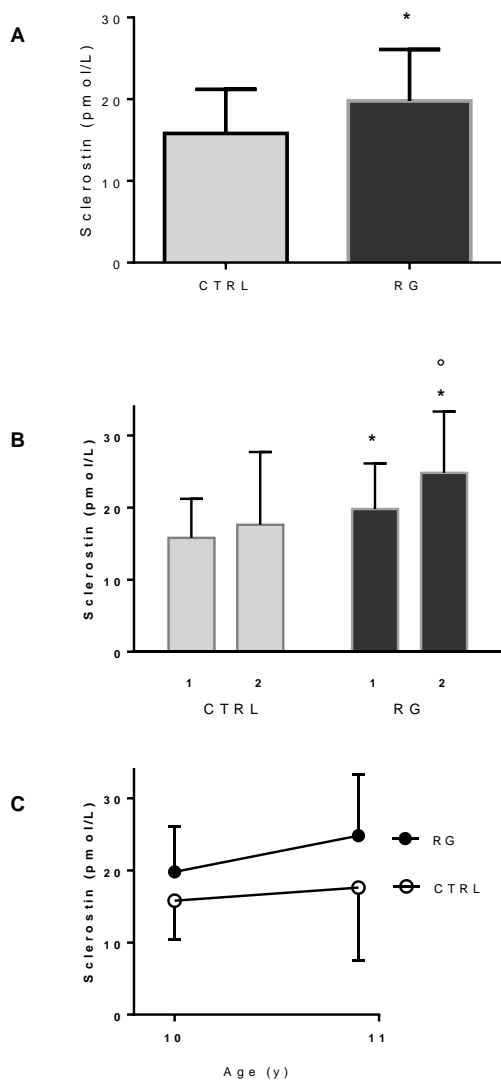 A
Sclerostin (pmol/L)
30
20
10
0
*
CTRL
RG
B
Sclerostin (pmol/L)
30
20
10
0
*
°
*
1
2
1
2
CTRL
RG
C
Sclerostin (pmol/L)
30
20
10
0
RG
CTRL
10
11
Age (y)